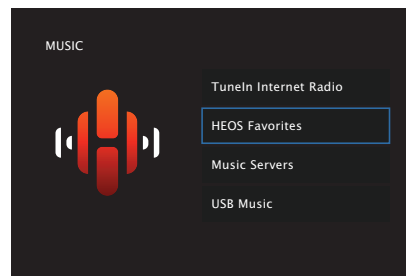 MUSIC
TuneIn Internet Radio
HEOS Favorites
Music Servers
USB Music